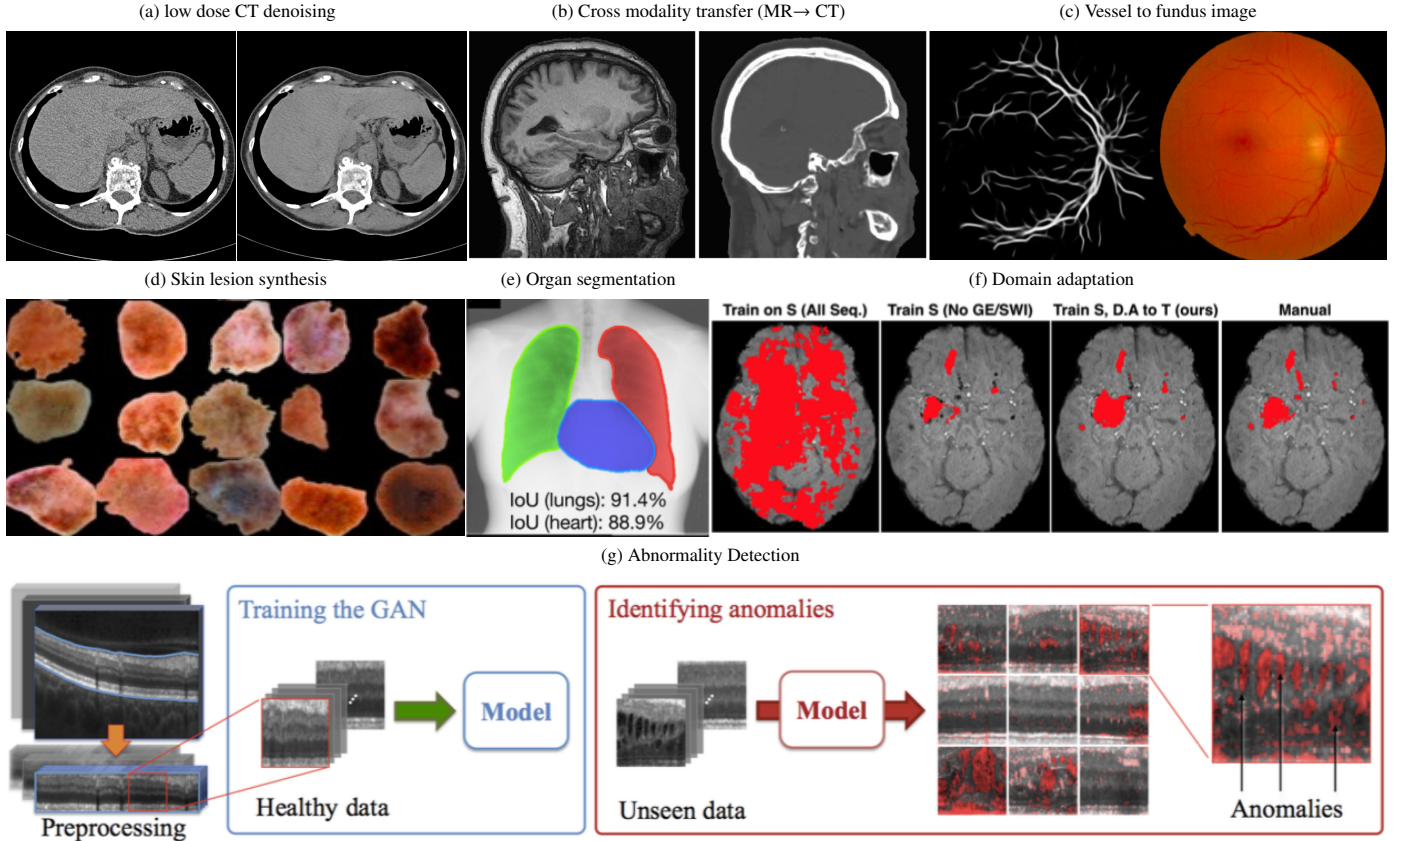 (a) low dose CT denoising
(b) Cross modality transfer (MR→ CT)
(c) Vessel to fundus image
(d) Skin lesion synthesis
(e) Organ segmentation
(f) Domain adaptation
IoU (lungs): 91.4%
IoU (heart): 88.9%
Train on S (All Seq.)
Train S (No GE/SWI)
Train S, D.A to T (ours)
Manual
(g) Abnormality Detection
Preprocessing
Training the GAN
Healthy data
Model
Identifying anomalies
Unseen data
Model
Anomalies